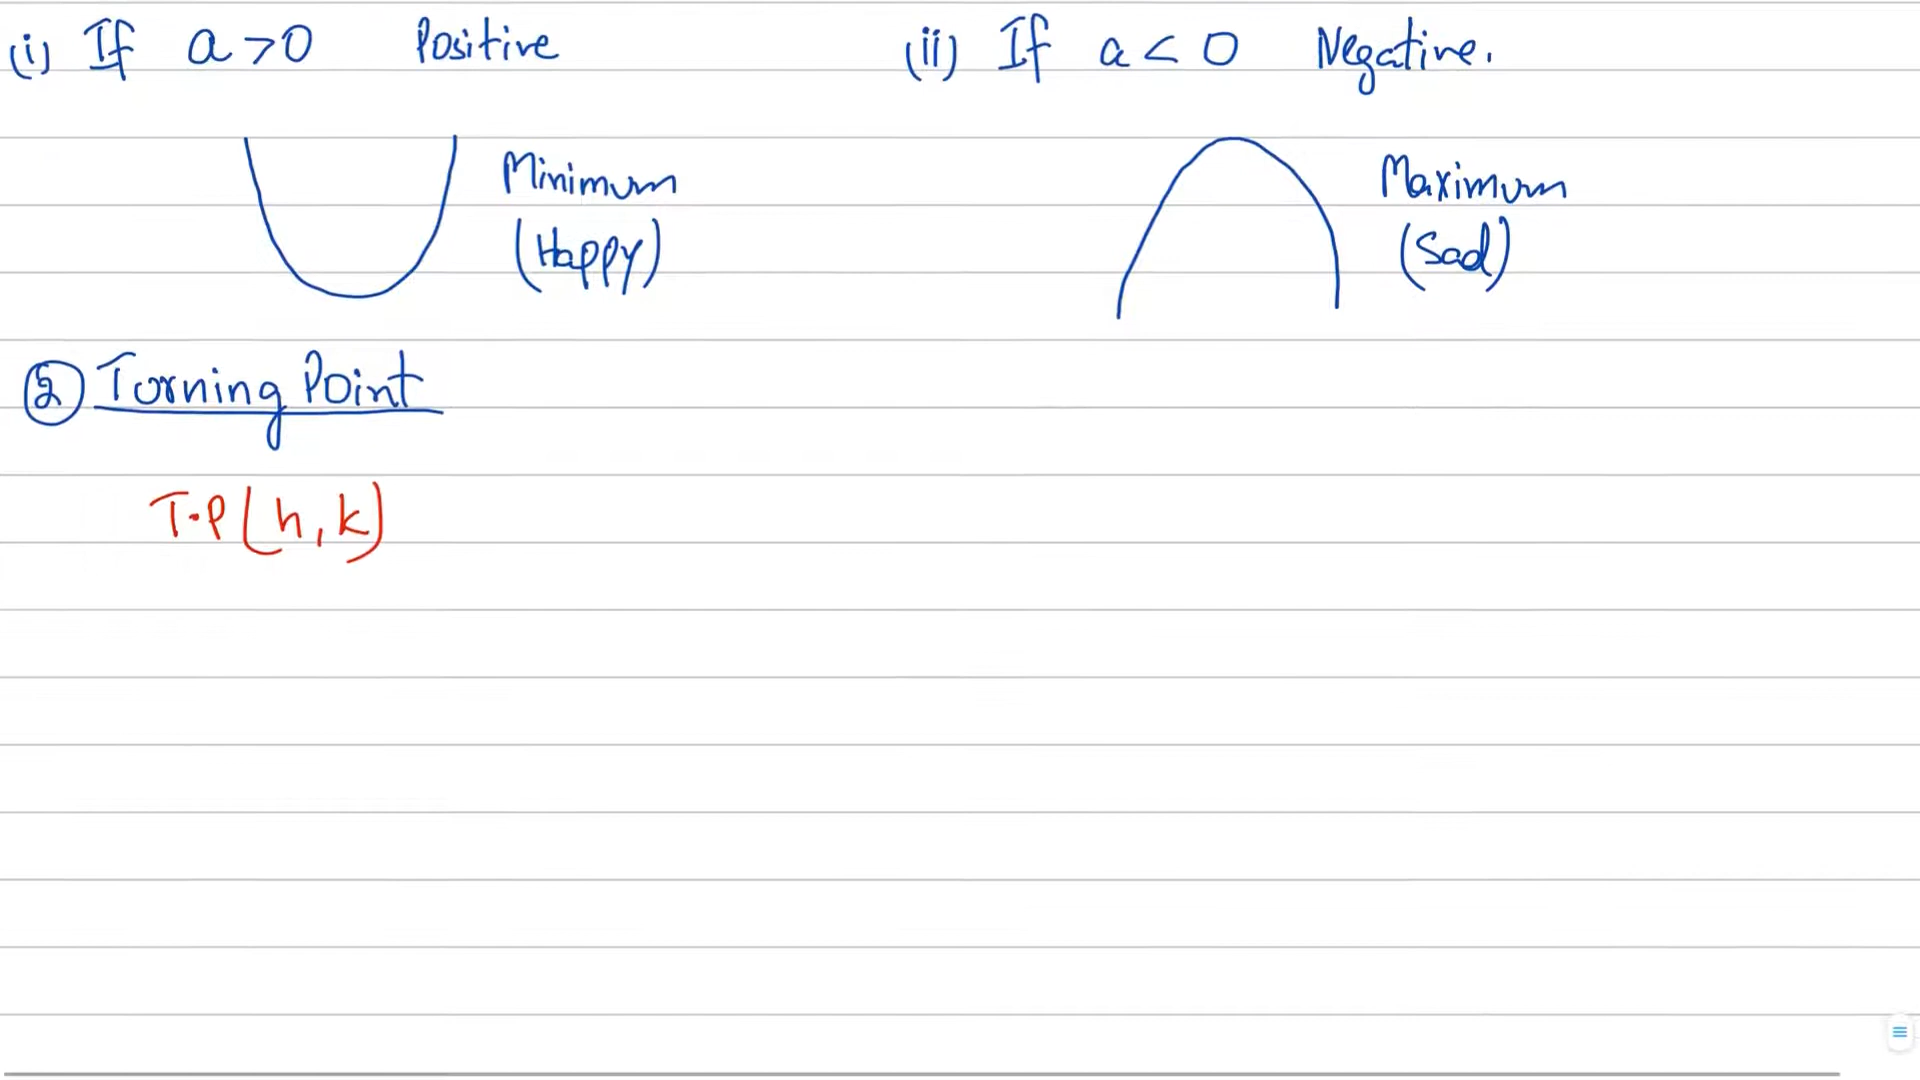 (i) If a > 0 Positive
(ii) If a < 0 Negative.
Minimum
(Happy)
Maximum
(Sad)
② Turning Point
T.P (h, k)